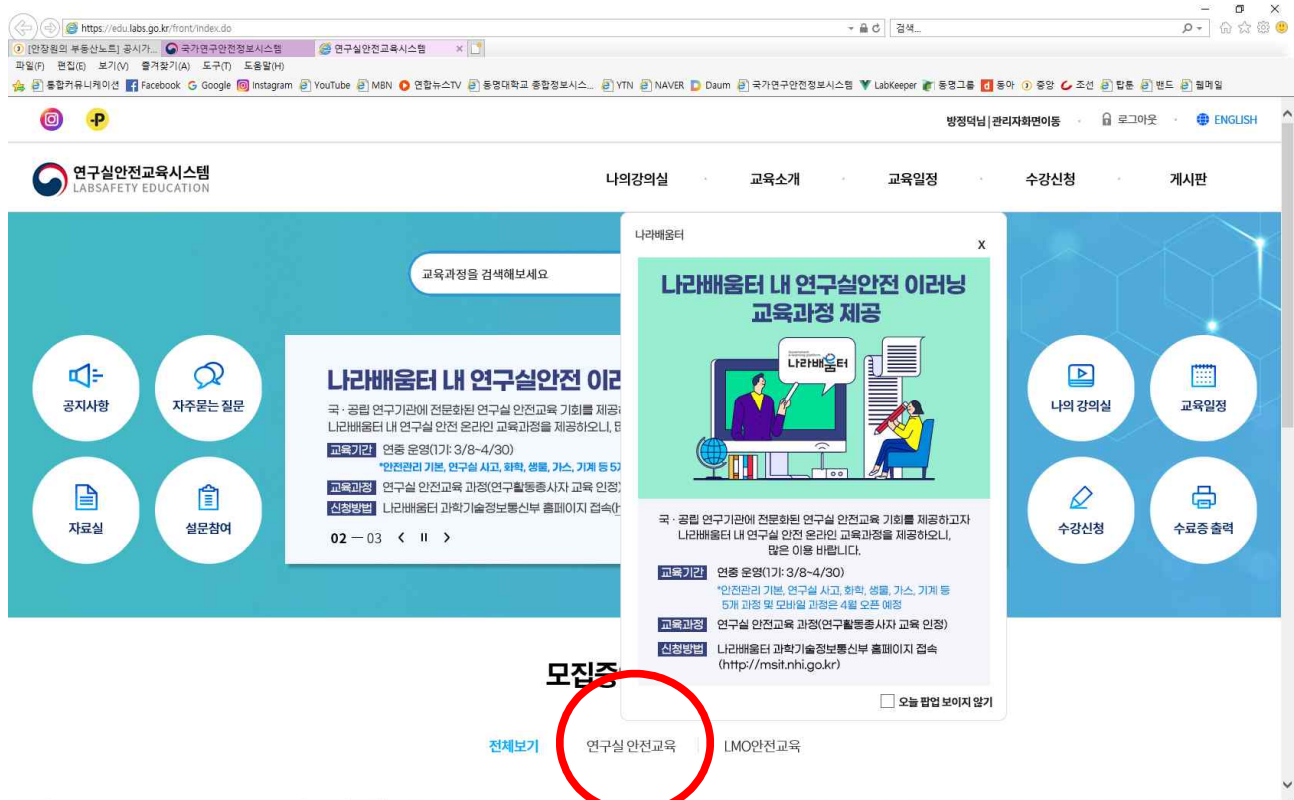 https://edu.labs.go.kr/front/index.do
검색...
[안장원의 부동산노트] 공시가...
국가연구안전정보시스템
연구실안전교육시스템
파일(F) 편집(E) 보기(V) 즐겨찾기(A) 도구(T) 도움말(H)
통합커뮤니케이션 Facebook Google Instagram YouTube MBN 연합뉴스TV 동명대학교 종합정보시스... YTN NAVER Daum 국가연구안전정보시스템 LabKeeper 동명그룹 동아 중앙 조선 탑툰 밴드 웹메일
방정덕님 | 관리자화면이동 로그아웃 ENGLISH
연구실안전교육시스템
LABSAFETY EDUCATION
나의강의실 교육소개 교육일정 수강신청 게시판
교육과정을 검색해보세요
공지사항
자주묻는 질문
자료실
설문참여
나라배움터 내 연구실안전 이러
국·공립 연구기관에 전문화된 연구실 안전교육 기회를 제공
나라배움터 내 연구실 안전 온라인 교육과정을 제공하오니,
교육기간 연중 운영(1기: 3/8~4/30)
*안전관리 기본, 연구실 사고, 화학, 생물, 가스, 기계 등 5
교육과정 연구실 안전교육 과정(연구활동종사자 교육 인정)
신청방법 나라배움터 과학기술정보통신부 홈페이지 접속(
02 — 03
나라배움터
X
나라배움터 내 연구실안전 이러닝
교육과정 제공
나라배움터
국·공립 연구기관에 전문화된 연구실 안전교육 기회를 제공하고자
나라배움터 내 연구실 안전 온라인 교육과정을 제공하오니,
많은 이용 바랍니다.
교육기간 연중 운영(1기: 3/8~4/30)
*안전관리 기본, 연구실 사고, 화학, 생물, 가스, 기계 등
5개 과정 및 모바일 과정은 4월 오픈 예정
교육과정 연구실 안전교육 과정(연구활동종사자 교육 인정)
신청방법 나라배움터 과학기술정보통신부 홈페이지 접속
(http://msit.nhi.go.kr)
오늘 팝업 보이지 않기
나의 강의실
교육일정
수강신청
수료증 출력
모집중
전체보기 연구실 안전교육 LMO안전교육